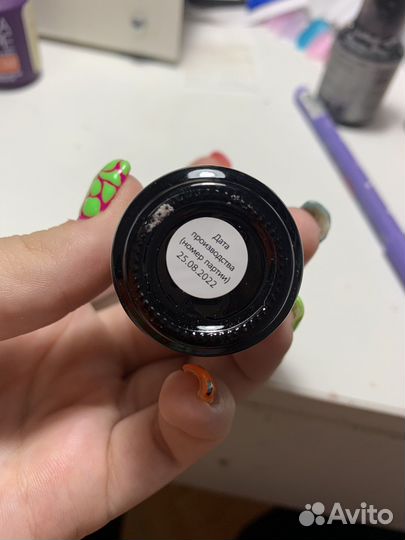 Дата
производства
(номер партии)
25.08.2022
Avito